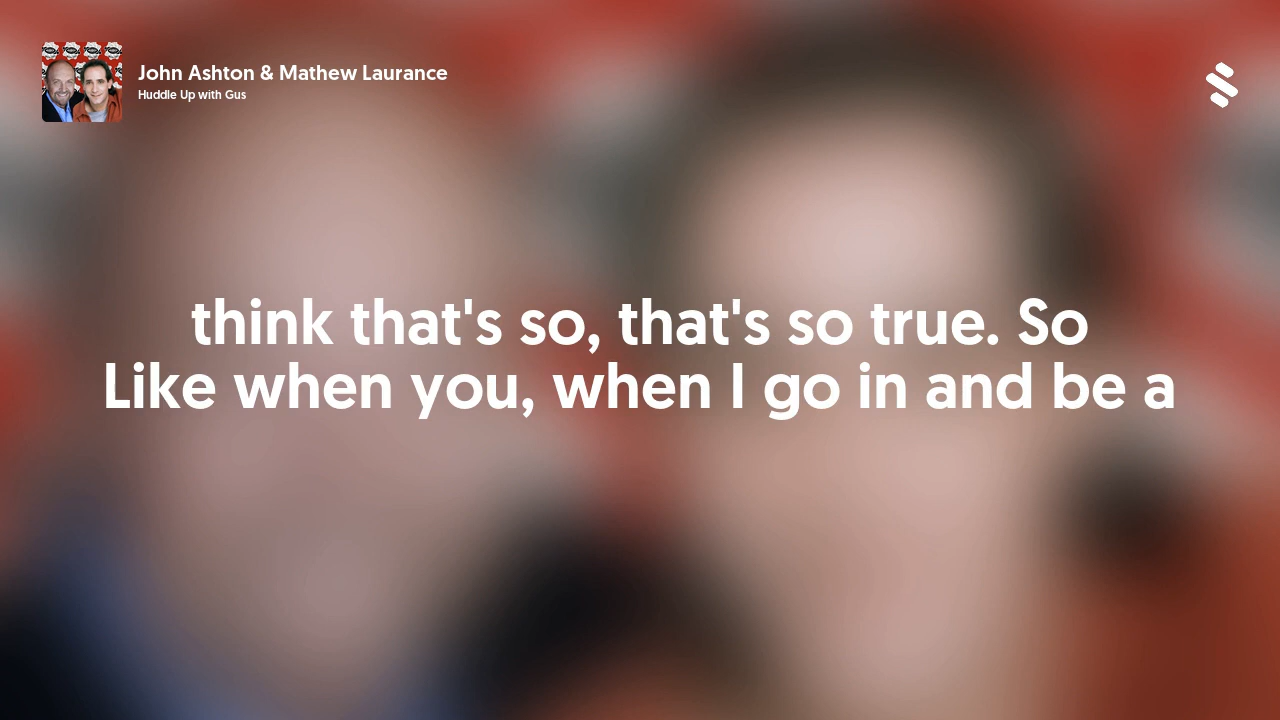 John Ashton & Mathew Laurance
Huddle Up with Gus
think that's so, that's so true. So
Like when you, when I go in and be a